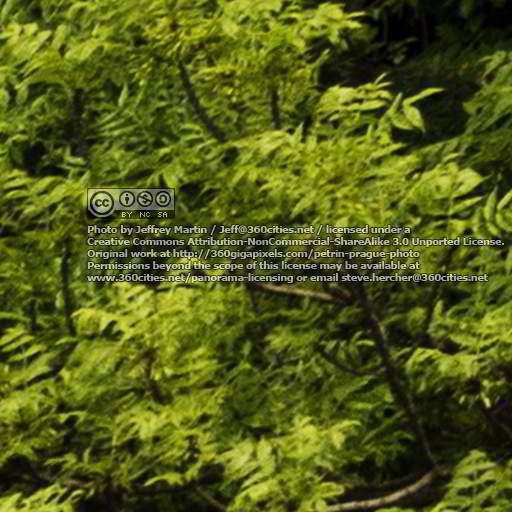 cc
BY NC SA
Photo by Jeffrey Martin / Jeff@360cities.net / licensed under a
Creative Commons Attribution-NonCommercial-ShareAlike 3.0 Unported License.
Original work at http://360gigapixels.com/petrin-prague-photo
Permissions beyond the scope of this license may be available at
www.360cities.net/panorama-licensing or email steve.hercher@360cities.net